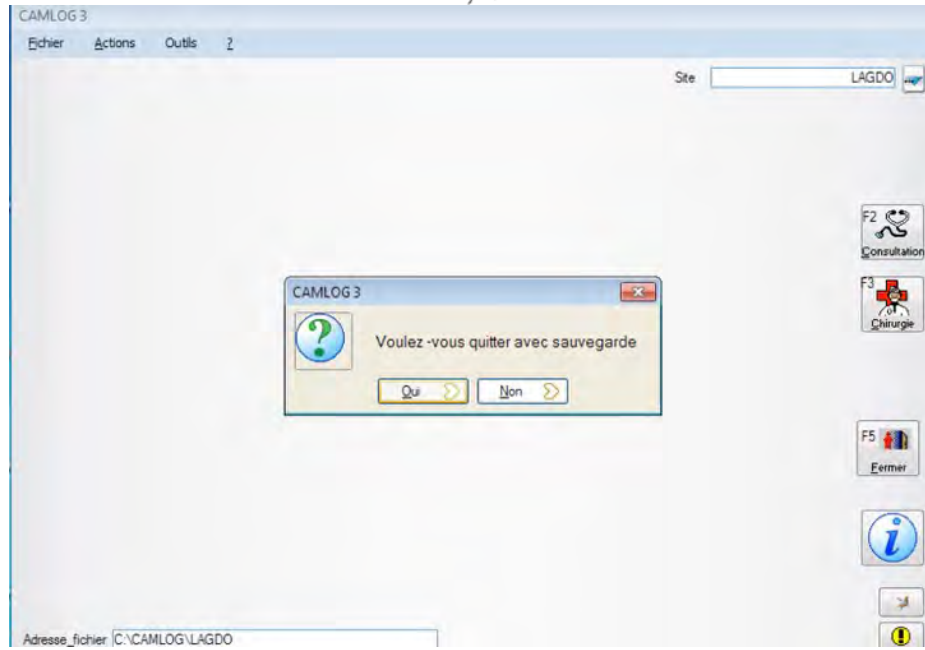 CAMLOG 3
Fichier Actions Outils ?
Site LAGDO
F2
Consultation
F3
Chirurgie
CAMLOG 3
Voulez -vous quitter avec sauvegarde
Oui Non
F5
Fermer
Adresse_fichier C:\CAMLOG\LAGDO